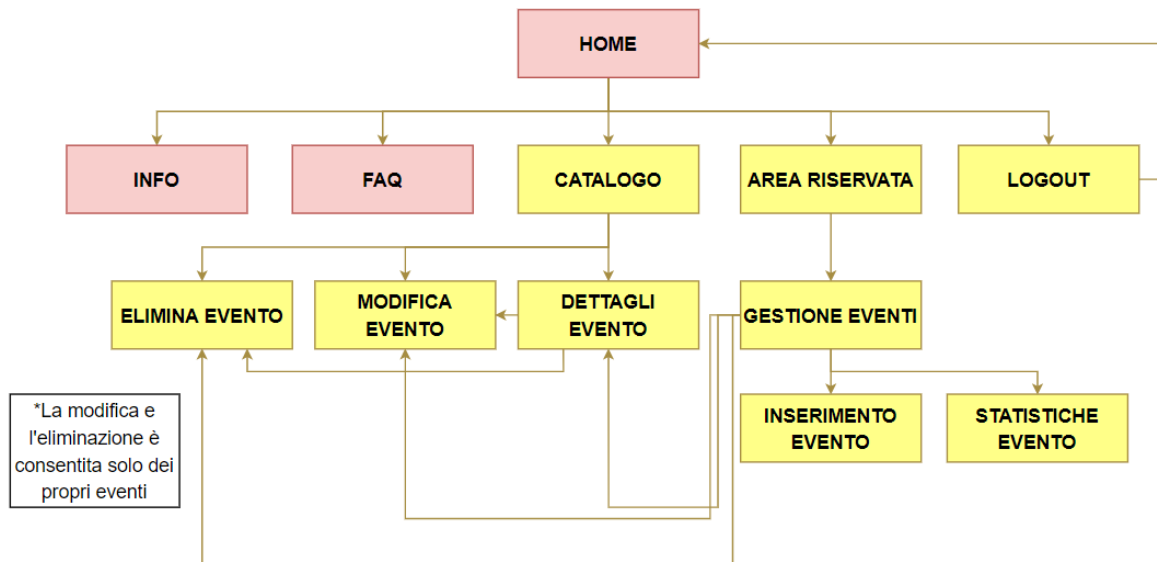 HOME
INFO
FAQ
CATALOGO
AREA RISERVATA
LOGOUT
ELIMINA EVENTO
MODIFICA
EVENTO
DETTAGLI
EVENTO
GESTIONE EVENTI
*La modifica e
l'eliminazione è
consentita solo dei
propri eventi
INSERIMENTO
EVENTO
STATISTICHE
EVENTO